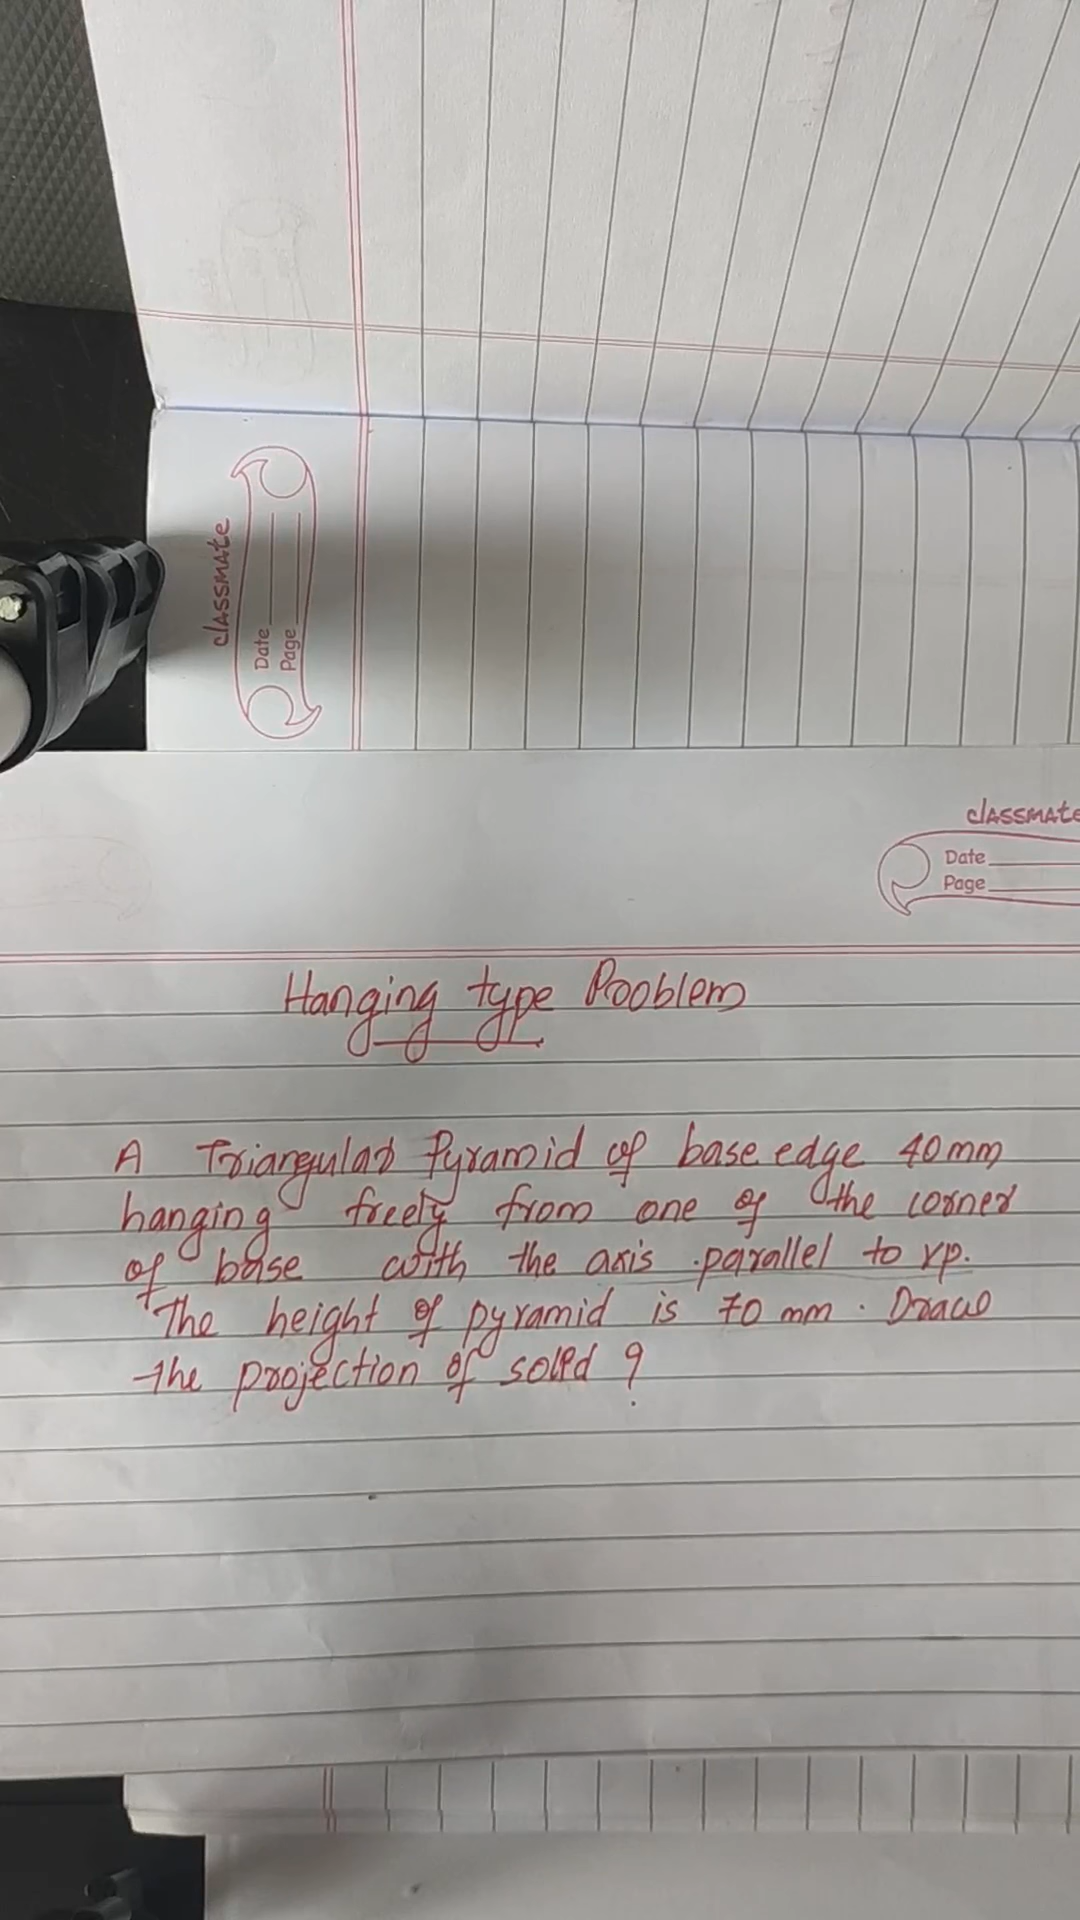 classmate
Date
Page
classmate
Date
Page
Hanging type Problem
A Triangular Pyramid of base edge 40mm
hanging freely from one of the corner
of base with the axis parallel to VP.
The height of pyramid is 70 mm. Draw
the projection of solid ?